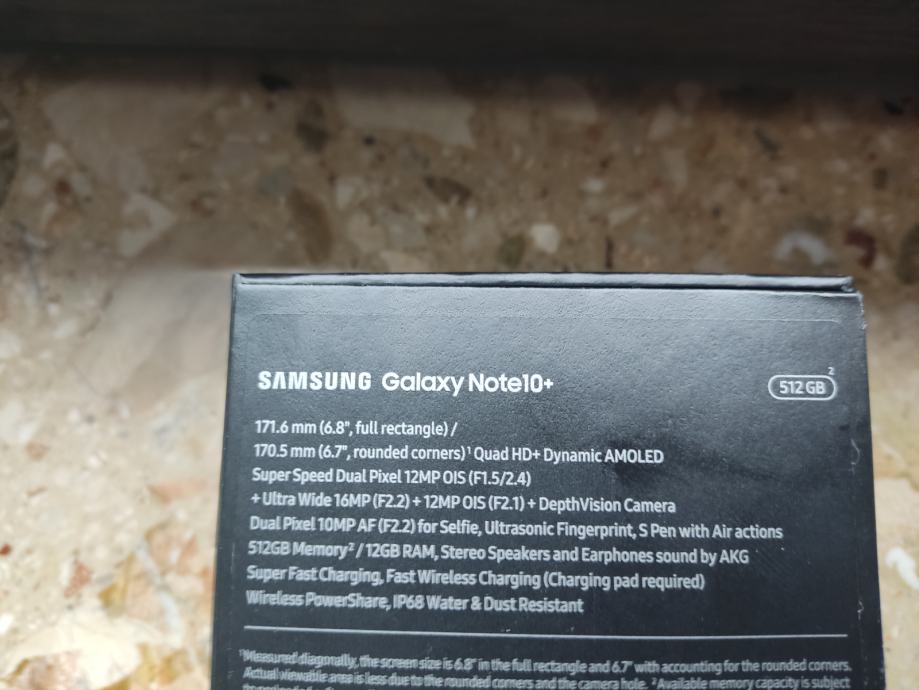 SAMSUNG Galaxy Note10+ 512 GB ²
171.6 mm (6.8", full rectangle) /
170.5 mm (6.7", rounded corners)¹ Quad HD+ Dynamic AMOLED
Super Speed Dual Pixel 12MP OIS (F1.5/2.4)
+ Ultra Wide 16MP (F2.2) + 12MP OIS (F2.1) + DepthVision Camera
Dual Pixel 10MP AF (F2.2) for Selfie, Ultrasonic Fingerprint, S Pen with Air actions
512GB Memory² / 12GB RAM, Stereo Speakers and Earphones sound by AKG
Super Fast Charging, Fast Wireless Charging (Charging pad required)
Wireless PowerShare, IP68 Water & Dust Resistant
¹Measured diagonally, the screen size is 6.8" in the full rectangle and 6.7" with accounting for the rounded corners.
Actual viewable area is less due to the rounded corners and the camera hole. ²Available memory capacity is subject